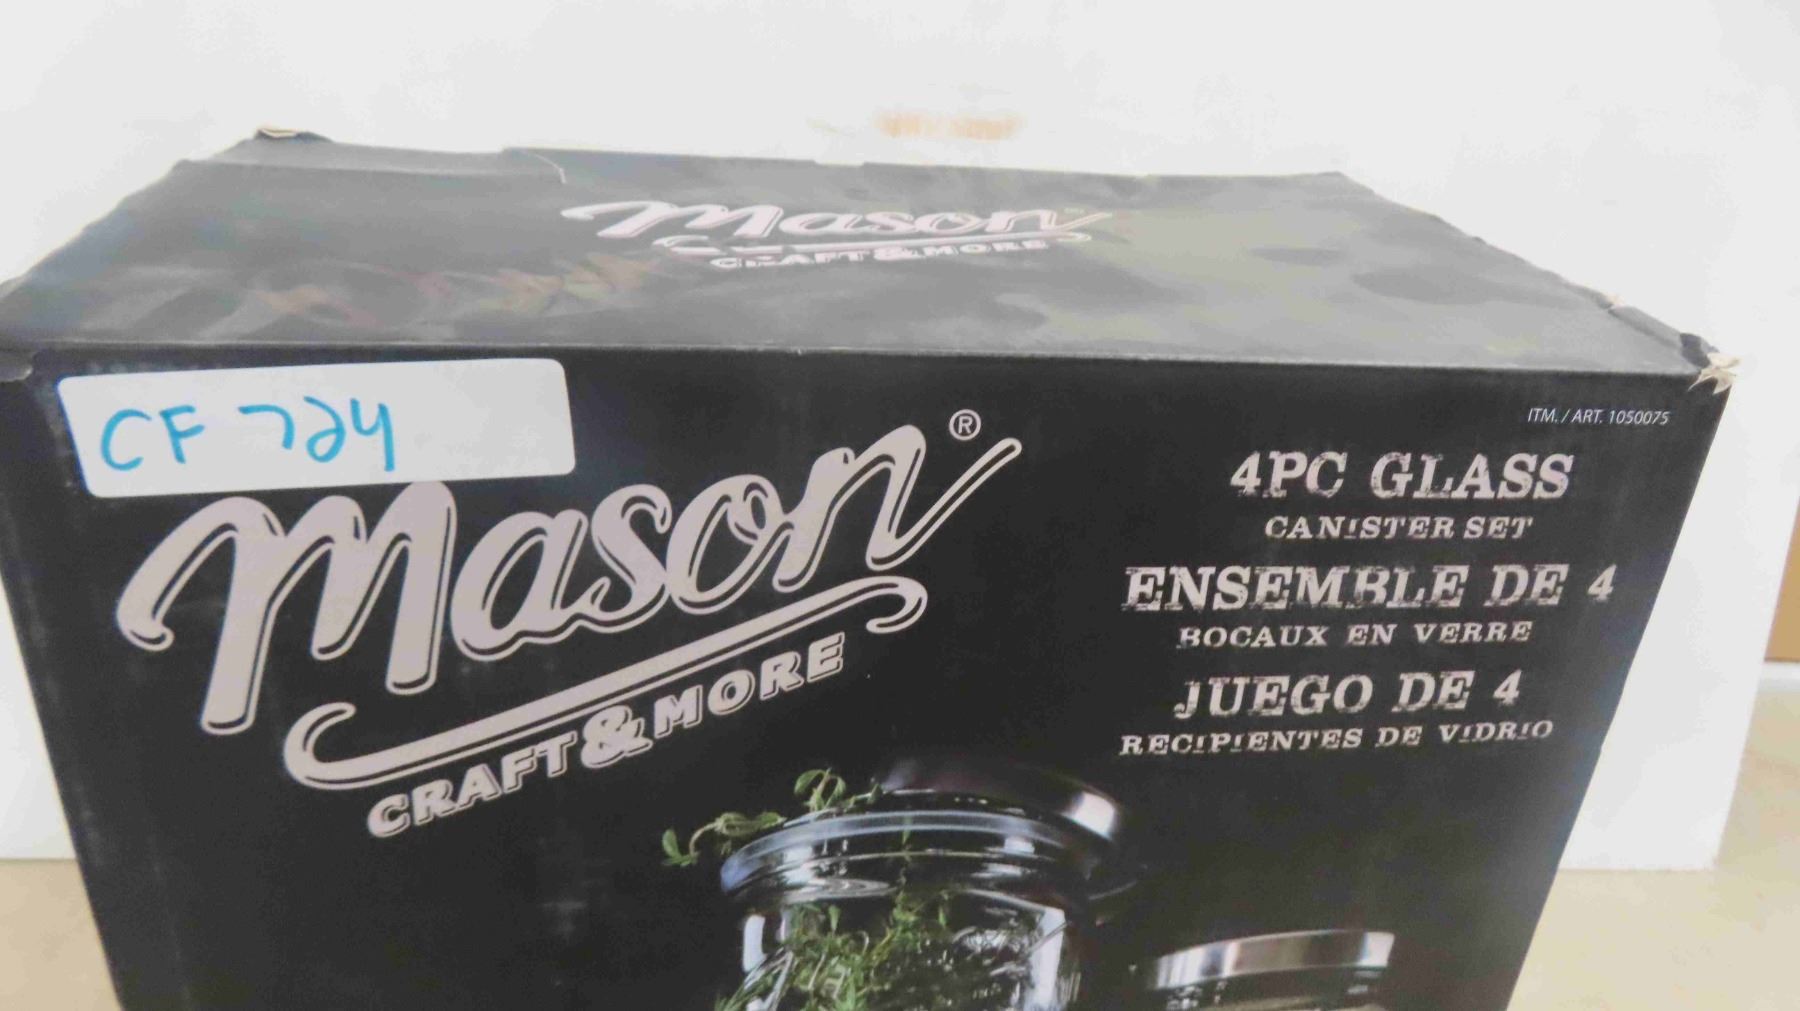 Mason
CRAFT & MORE
CF 724
Mason®
CRAFT & MORE
ITM. / ART. 1050075
4PC GLASS
CANISTER SET
ENSEMBLE DE 4
BOCAUX EN VERRE
JUEGO DE 4
RECIPIENTES DE VIDRIO